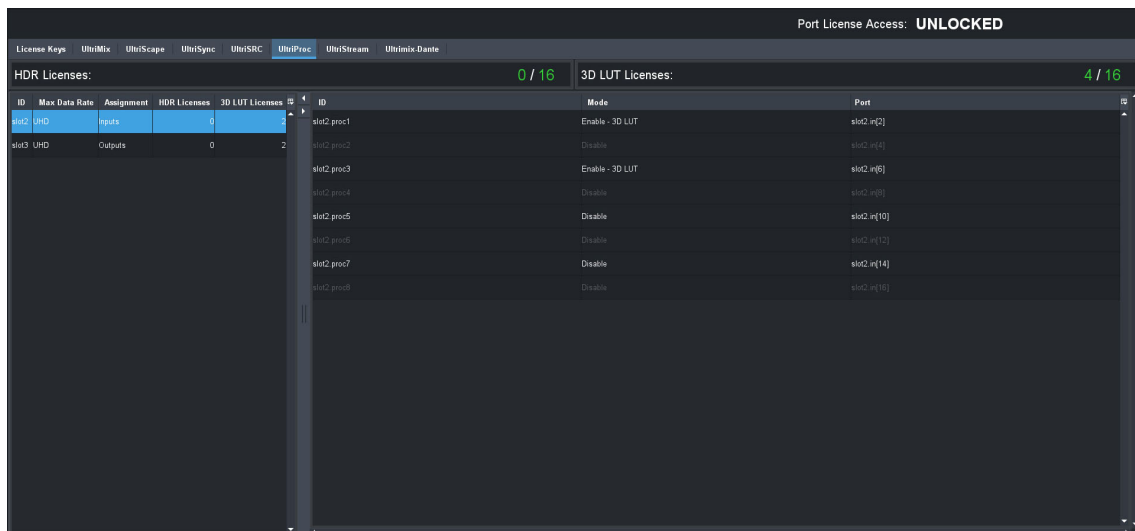 Port License Access: UNLOCKED
License Keys UltriMix UltriScape UltriSync UltriSRC UltriProc UltriStream Ultrimix-Dante
HDR Licenses: 0 / 16 3D LUT Licenses: 4 / 16
ID Max Data Rate Assignment HDR Licenses 3D LUT Licenses ID Mode Port
slot2 UHD Inputs 0 2 slot2.proc1 Enable - 3D LUT slot2.in[2]
slot3 UHD Outputs 0 2 slot2.proc2 Disable slot2.in[4]
slot2.proc3 Enable - 3D LUT slot2.in[6]
slot2.proc4 Disable slot2.in[8]
slot2.proc5 Disable slot2.in[10]
slot2.proc6 Disable slot2.in[12]
slot2.proc7 Disable slot2.in[14]
slot2.proc8 Disable slot2.in[16]